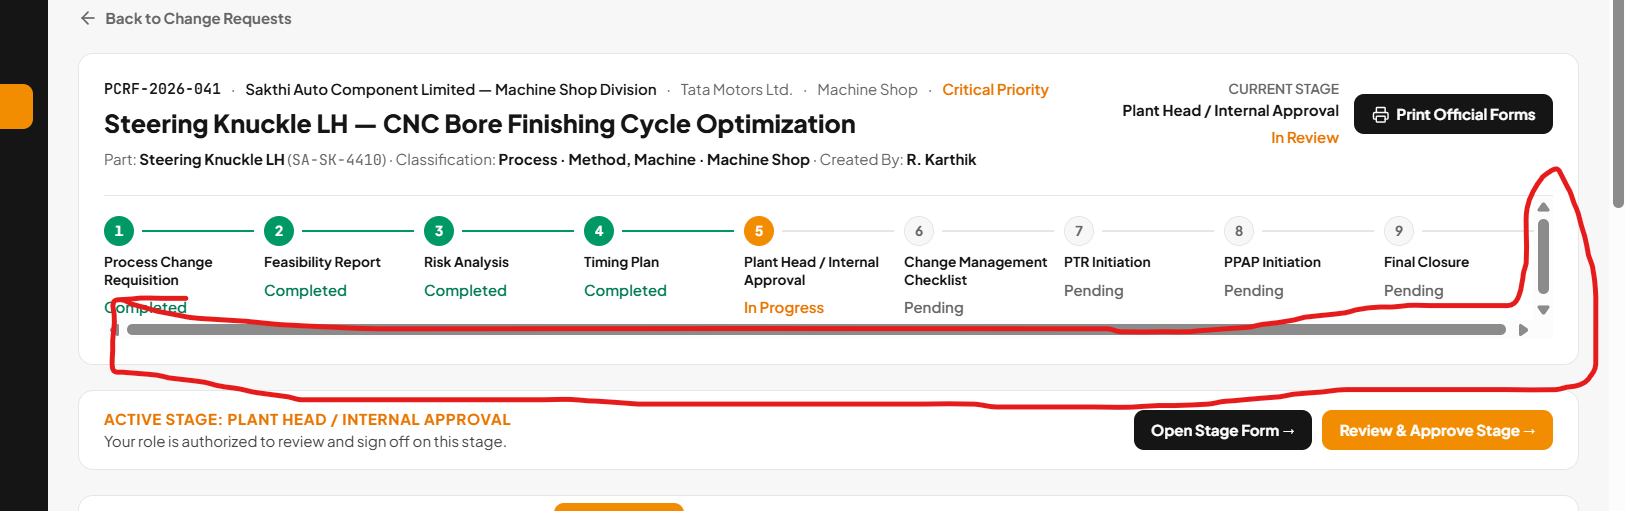 Back to Change Requests
PCRF-2026-041 · Sakthi Auto Component Limited — Machine Shop Division · Tata Motors Ltd. · Machine Shop · Critical Priority
Steering Knuckle LH — CNC Bore Finishing Cycle Optimization
Part: Steering Knuckle LH (SA-SK-4410) · Classification: Process · Method, Machine · Machine Shop · Created By: R. Karthik
CURRENT STAGE
Plant Head / Internal Approval
In Review
Print Official Forms
1
Process Change
Requisition
Completed
2
Feasibility Report
Completed
3
Risk Analysis
Completed
4
Timing Plan
Completed
5
Plant Head / Internal
Approval
In Progress
6
Change Management
Checklist
Pending
7
PTR Initiation
Pending
8
PPAP Initiation
Pending
9
Final Closure
Pending
ACTIVE STAGE: PLANT HEAD / INTERNAL APPROVAL
Your role is authorized to review and sign off on this stage.
Open Stage Form →
Review & Approve Stage →